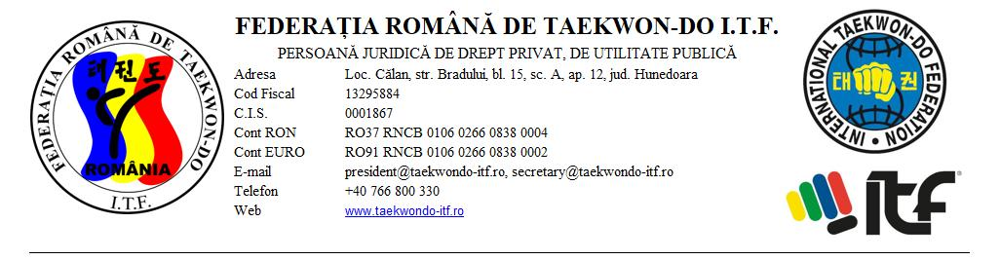 FEDERAȚIA ROMÂNĂ DE TAEKWON-DO
태권도
ROMÂNIA
I.T.F.
FEDERAȚIA ROMÂNĂ DE TAEKWON-DO I.T.F.
PERSOANĂ JURIDICĂ DE DREPT PRIVAT, DE UTILITATE PUBLICĂ
Adresa Loc. Călan, str. Bradului, bl. 15, sc. A, ap. 12, jud. Hunedoara
Cod Fiscal 13295884
C.I.S. 0001867
Cont RON RO37 RNCB 0106 0266 0838 0004
Cont EURO RO91 RNCB 0106 0266 0838 0002
E-mail president@taekwondo-itf.ro, secretary@taekwondo-itf.ro
Telefon +40 766 800 330
Web www.taekwondo-itf.ro
INTERNATIONAL TAEKWON-DO FEDERATION
태 권
itf